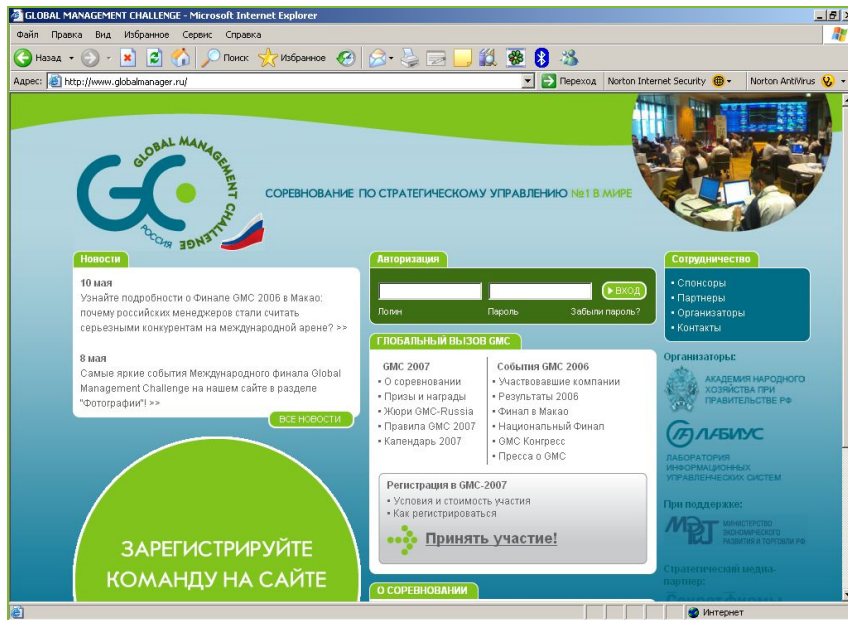 GLOBAL MANAGEMENT CHALLENGE - Microsoft Internet Explorer
Файл Правка Вид Избранное Сервис Справка
Назад Поиск Избранное
Адрес: http://www.globalmanager.ru/ Переход Norton Internet Security Norton AntiVirus
GLOBAL MANAGEMENT CHALLENGE
РОССИЯ
СОРЕВНОВАНИЕ ПО СТРАТЕГИЧЕСКОМУ УПРАВЛЕНИЮ №1 В МИРЕ
Новости
10 мая
Узнайте подробности о Финале GMC 2006 в Макао:
почему российских менеджеров стали считать
серьезными конкурентам на международной арене? >>
8 мая
Самые яркие события Международного финала Global
Management Challenge на нашем сайте в разделе
"Фотографии"! >>
ВСЕ НОВОСТИ
ЗАРЕГИСТРИРУЙТЕ
КОМАНДУ НА САЙТЕ
Авторизация
ВХОД
Логин Пароль Забыли пароль?
ГЛОБАЛЬНЫЙ ВЫЗОВ GMC
GMC 2007
• О соревновании
• Призы и награды
• Жюри GMC-Russia
• Правила GMC 2007
• Календарь 2007
События GMC 2006
• Участвовавшие компании
• Результаты 2006
• Финал в Макао
• Национальный Финал
• GMC Конгресс
• Пресса о GMC
Регистрация в GMC-2007
• Условия и стоимость участия
• Как регистрироваться
Принять участие!
О СОРЕВНОВАНИИ
Сотрудничество
• Спонсоры
• Партнеры
• Организаторы
• Контакты
Организаторы:
АКАДЕМИЯ НАРОДНОГО
ХОЗЯЙСТВА ПРИ
ПРАВИТЕЛЬСТВЕ РФ
ЛАБИУС
ЛАБОРАТОРИЯ
ИНФОРМАЦИОННЫХ
УПРАВЛЕНЧЕСКИХ СИСТЕМ
При поддержке:
МЭРТ
МИНИСТЕРСТВО
ЭКОНОМИЧЕСКОГО
РАЗВИТИЯ И ТОРГОВЛИ РФ
Стратегический медиа-
партнер:
Секрет Фирмы
Интернет